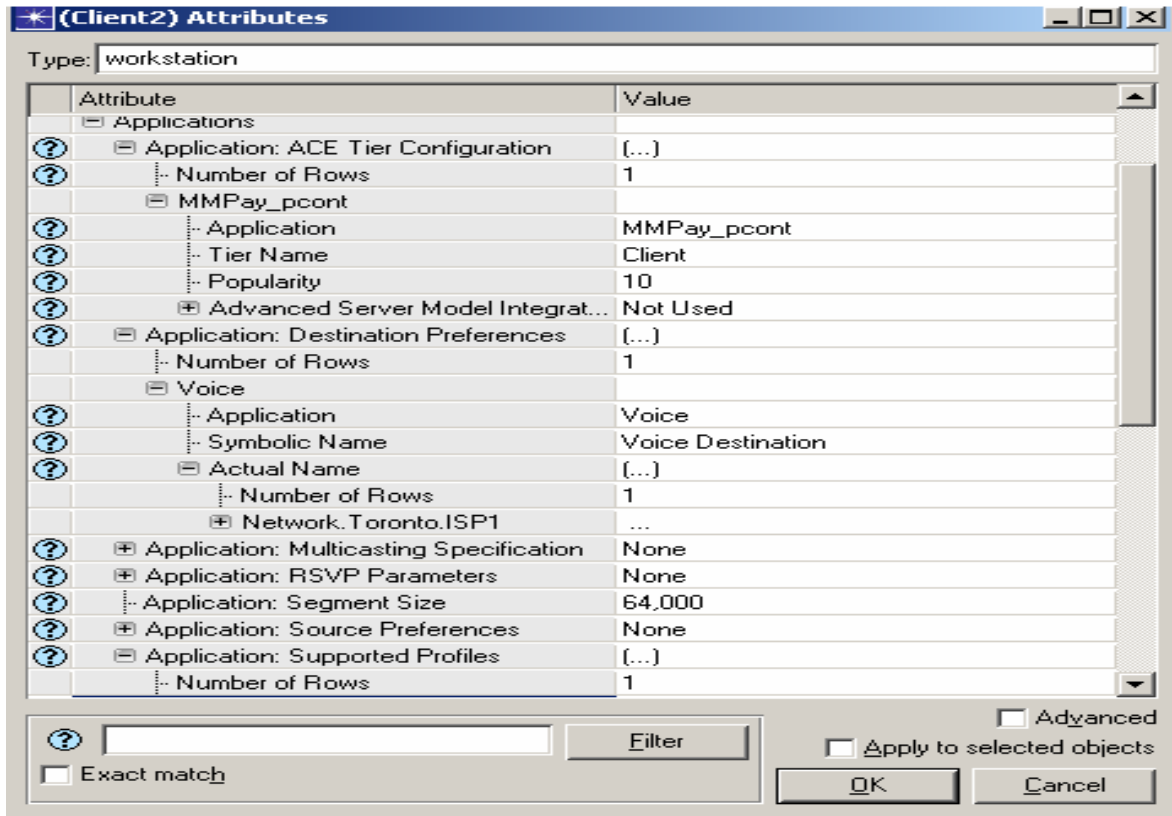 (Client2) Attributes
Type: workstation
Attribute Value
Applications
Application: ACE Tier Configuration (...)
Number of Rows 1
MMPay_pcont
Application MMPay_pcont
Tier Name Client
Popularity 10
Advanced Server Model Integrat... Not Used
Application: Destination Preferences (...)
Number of Rows 1
Voice
Application Voice
Symbolic Name Voice Destination
Actual Name (...)
Number of Rows 1
Network.Toronto.ISP1 ...
Application: Multicasting Specification None
Application: RSVP Parameters None
Application: Segment Size 64,000
Application: Source Preferences None
Application: Supported Profiles (...)
Number of Rows 1
Advanced
Filter
Apply to selected objects
Exact match
OK Cancel